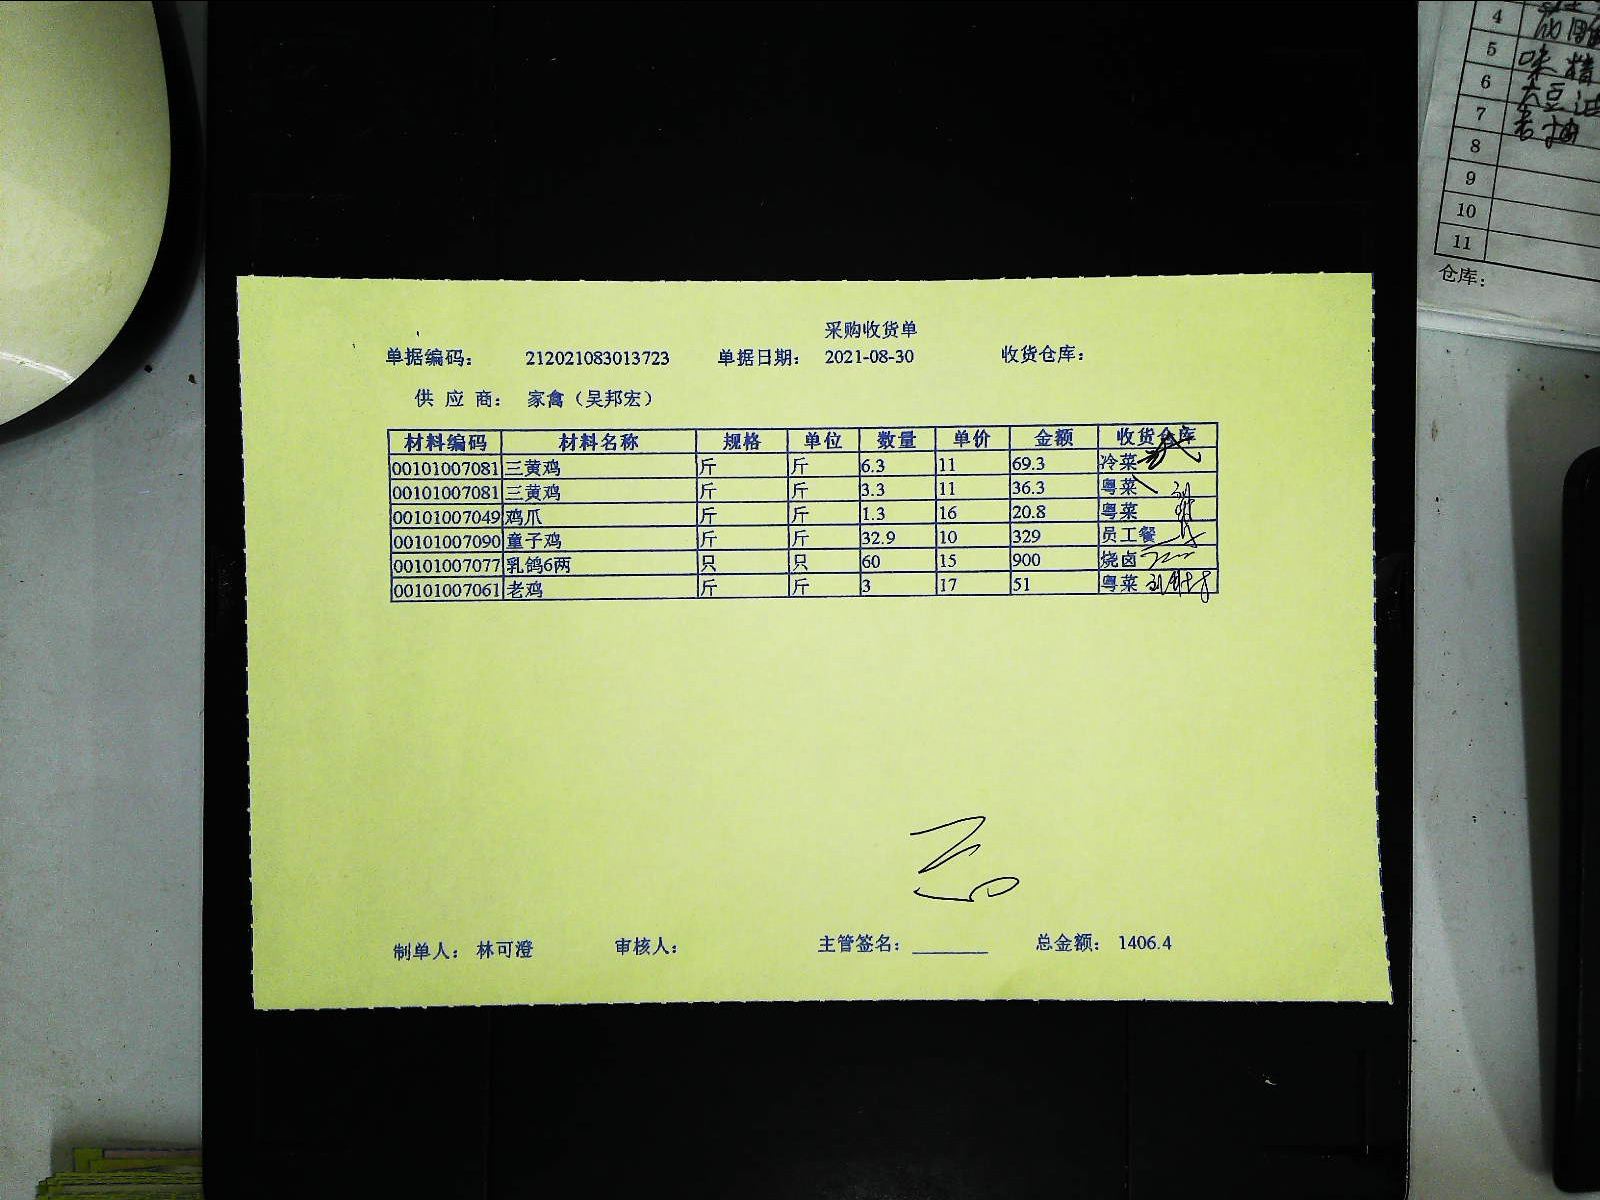 采购收货单
单据编码： 212021083013723 单据日期： 2021-08-30 收货仓库：
供 应 商： 家禽（吴邦宏）
材料编码 材料名称 规格 单位 数量 单价 金额 收货仓库
00101007081 三黄鸡 斤 斤 6.3 11 69.3 冷菜
00101007081 三黄鸡 斤 斤 3.3 11 36.3 粤菜
00101007049 鸡爪 斤 斤 1.3 16 20.8 粤菜
00101007090 童子鸡 斤 斤 32.9 10 329 员工餐
00101007077 乳鸽6两 只 只 60 15 900 烧卤
00101007061 老鸡 斤 斤 3 17 51 粤菜
制单人： 林可澄 审核人： 主管签名： 总金额： 1406.4
4
5 味精
6 大豆油
7 老抽
8
9
10
11
仓库：